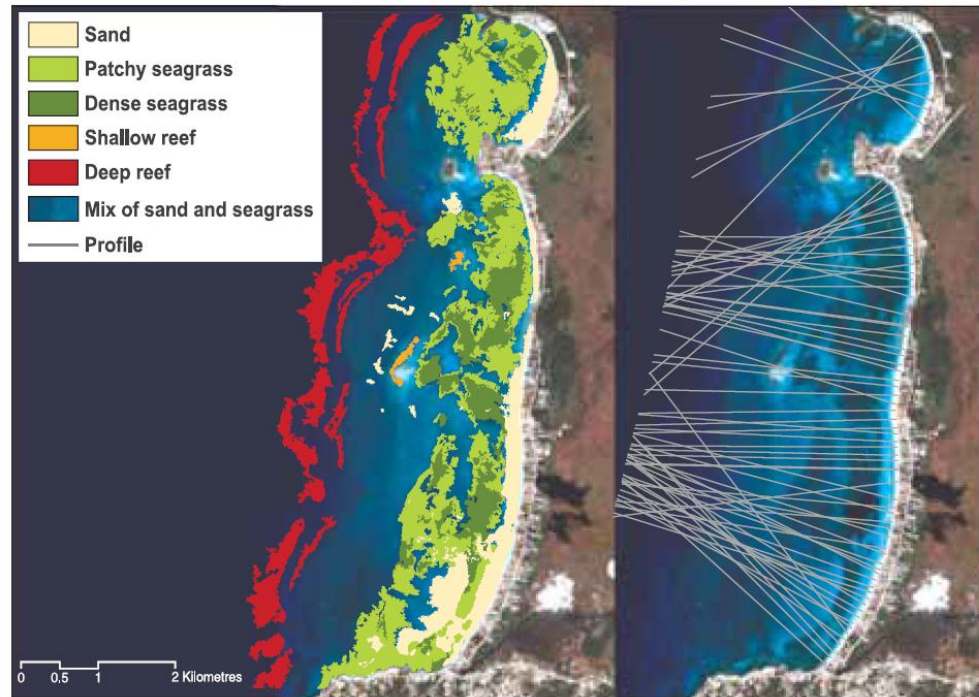 Sand
Patchy seagrass
Dense seagrass
Shallow reef
Deep reef
Mix of sand and seagrass
Profile
0 0.5 1 2 Kilometres